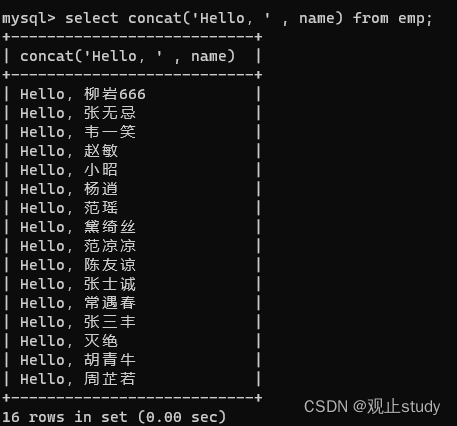 mysql> select concat('Hello, ' , name) from emp;
+---------------------------+
| concat('Hello, ' , name)  |
+---------------------------+
| Hello, 柳岩666            |
| Hello, 张无忌             |
| Hello, 韦一笑             |
| Hello, 赵敏               |
| Hello, 小昭               |
| Hello, 杨逍               |
| Hello, 范瑶               |
| Hello, 黛绮丝             |
| Hello, 范凉凉             |
| Hello, 陈友谅             |
| Hello, 张士诚             |
| Hello, 常遇春             |
| Hello, 张三丰             |
| Hello, 灭绝               |
| Hello, 胡青牛             |
| Hello, 周芷若             |
+---------------------------+
16 rows in set (0.00 sec)
CSDN @观止study